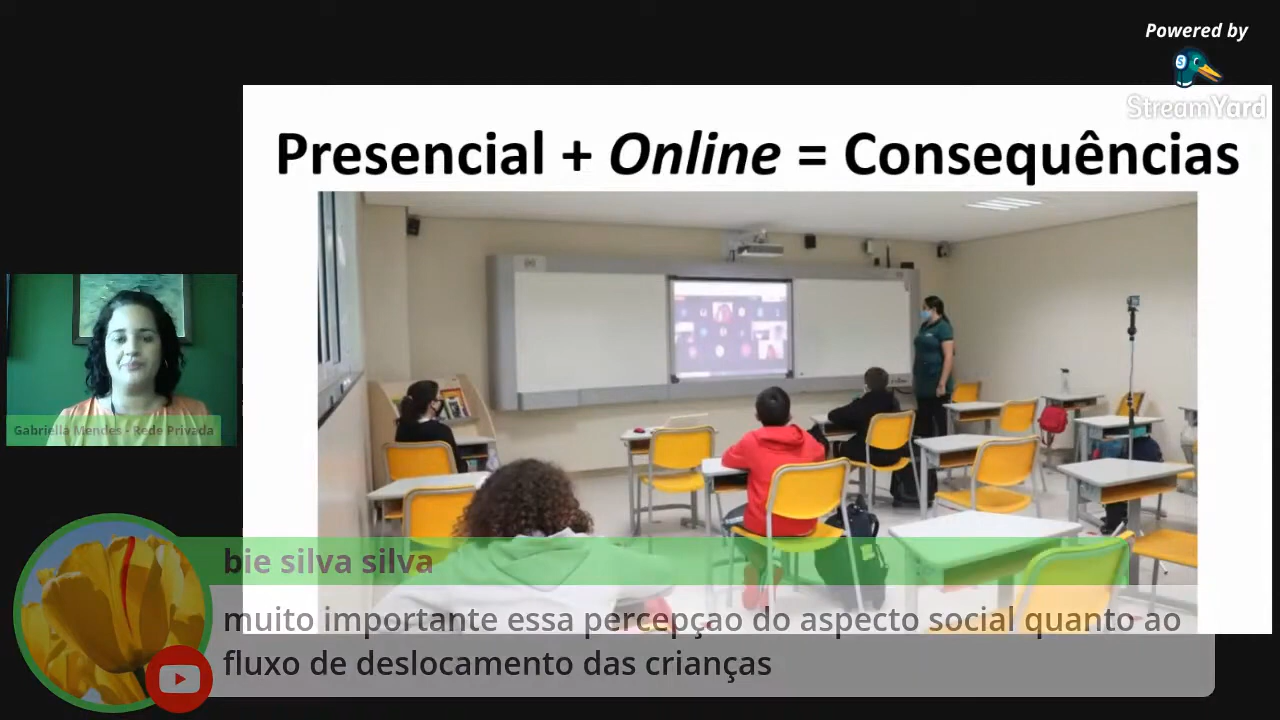 Powered by
StreamYard
Presencial + Online = Consequências
Gabriella Mendes - Rede Privada
bie silva silva
muito importante essa percepçao do aspecto social quanto ao
fluxo de deslocamento das crianças